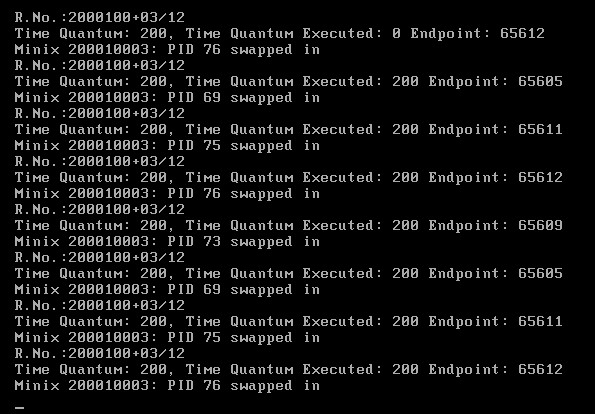 R.No.:2000100+03/12
Time Quantum: 200, Time Quantum Executed: 0 Endpoint: 65612
Minix 200010003: PID 76 swapped in
R.No.:2000100+03/12
Time Quantum: 200, Time Quantum Executed: 200 Endpoint: 65605
Minix 200010003: PID 69 swapped in
R.No.:2000100+03/12
Time Quantum: 200, Time Quantum Executed: 200 Endpoint: 65611
Minix 200010003: PID 75 swapped in
R.No.:2000100+03/12
Time Quantum: 200, Time Quantum Executed: 200 Endpoint: 65612
Minix 200010003: PID 76 swapped in
R.No.:2000100+03/12
Time Quantum: 200, Time Quantum Executed: 200 Endpoint: 65609
Minix 200010003: PID 73 swapped in
R.No.:2000100+03/12
Time Quantum: 200, Time Quantum Executed: 200 Endpoint: 65605
Minix 200010003: PID 69 swapped in
R.No.:2000100+03/12
Time Quantum: 200, Time Quantum Executed: 200 Endpoint: 65611
Minix 200010003: PID 75 swapped in
R.No.:2000100+03/12
Time Quantum: 200, Time Quantum Executed: 200 Endpoint: 65612
Minix 200010003: PID 76 swapped in